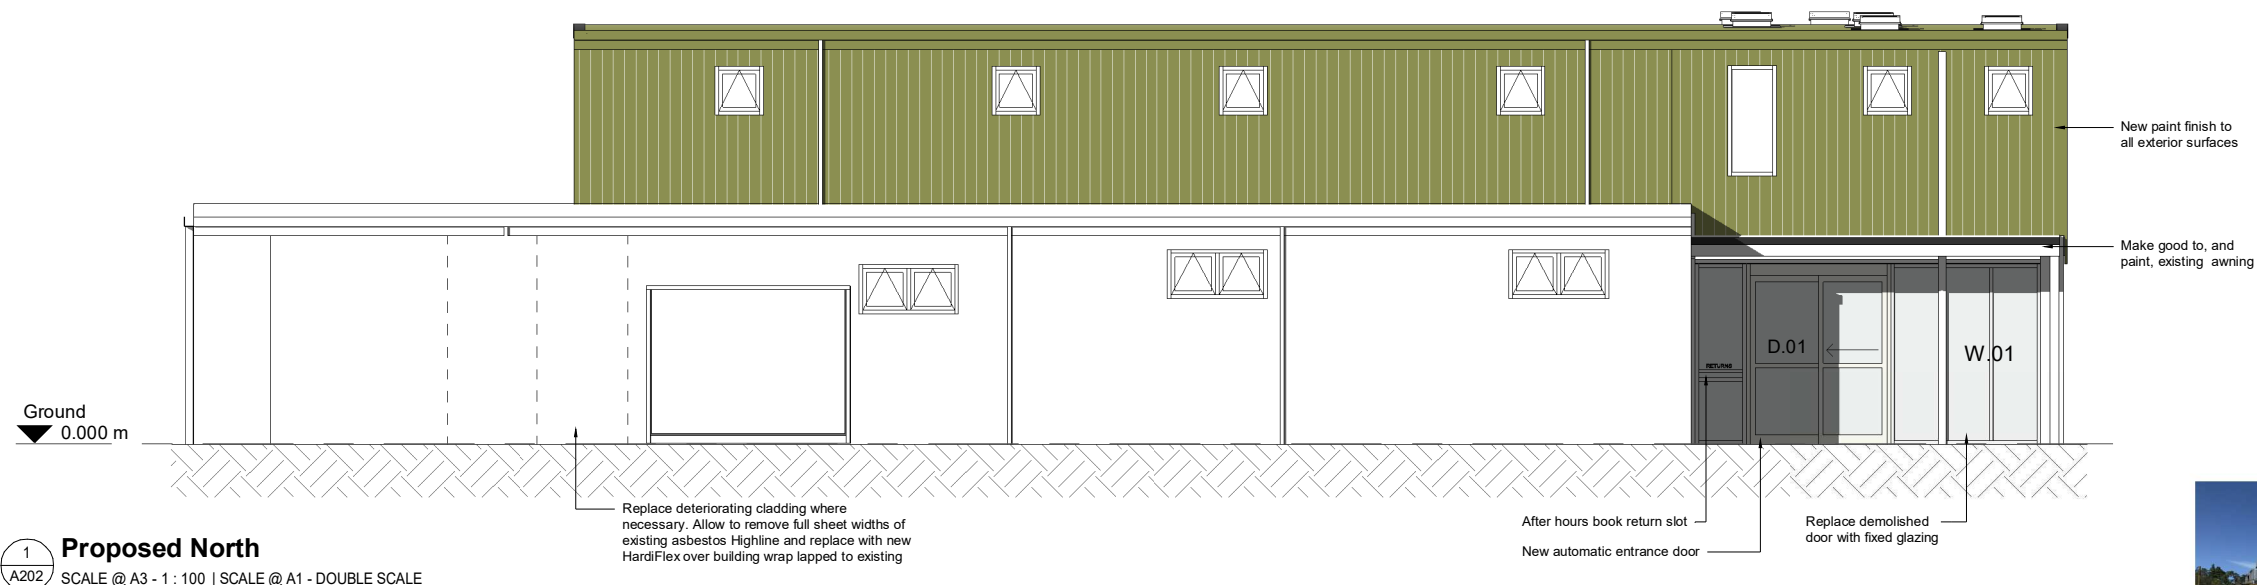 New paint finish to
all exterior surfaces
Make good to, and
paint, existing awning
D.01
W.01
RETURNS
Ground
0.000 m
Replace deteriorating cladding where
necessary. Allow to remove full sheet widths of
existing asbestos Highline and replace with new
HardiFlex over building wrap lapped to existing
After hours book return slot
New automatic entrance door
Replace demolished
door with fixed glazing
1
A202
Proposed North
SCALE @ A3 - 1 : 100 | SCALE @ A1 - DOUBLE SCALE